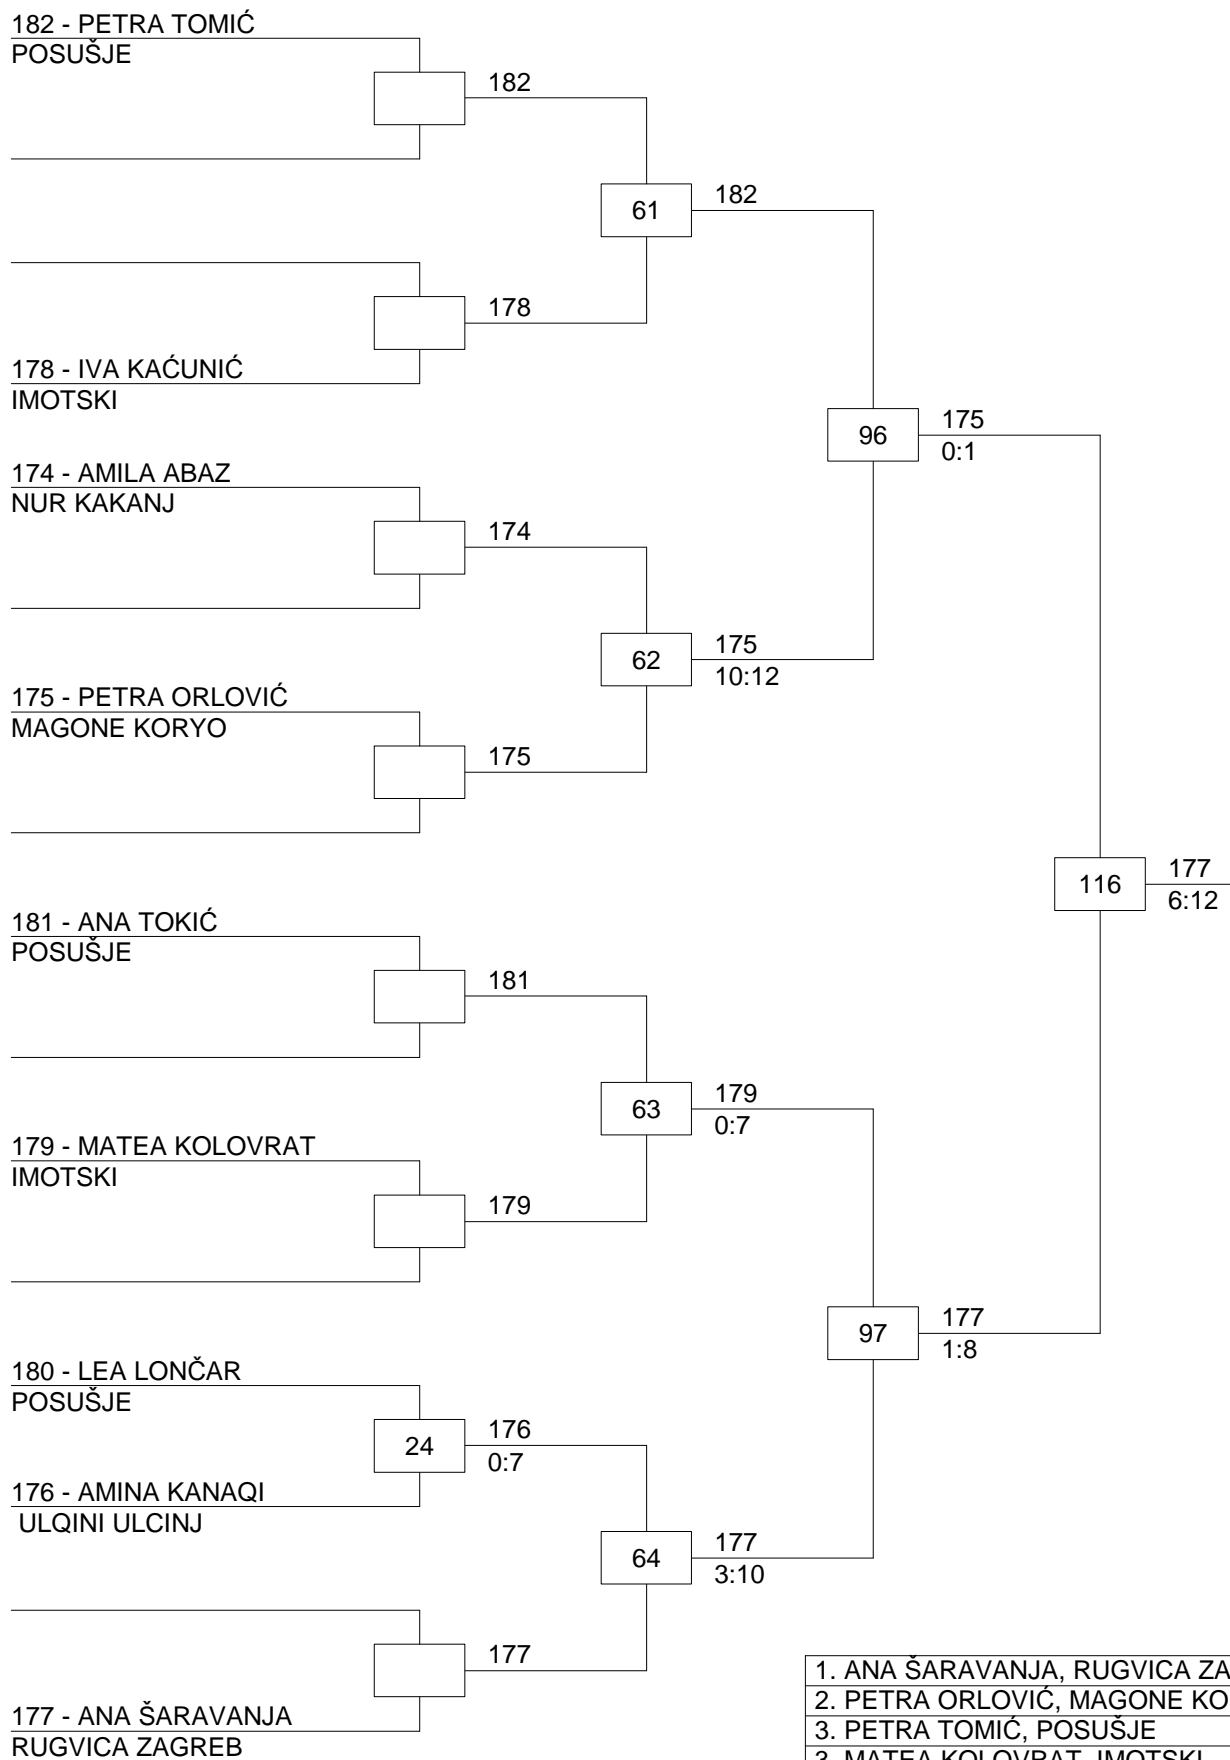 182 - PETRA TOMIĆ
POSUŠJE
182
61
182
178
178 - IVA KAĆUNIĆ
IMOTSKI
96
175
0:1
174 - AMILA ABAZ
NUR KAKANJ
174
62
175
10:12
175 - PETRA ORLOVIĆ
MAGONE KORYO
175
116
177
6:12
181 - ANA TOKIĆ
POSUŠJE
181
63
179
0:7
179 - MATEA KOLOVRAT
IMOTSKI
179
97
177
1:8
180 - LEA LONČAR
POSUŠJE
24
176
0:7
176 - AMINA KANAQI
ULQINI ULCINJ
64
177
3:10
177
177 - ANA ŠARAVANJA
RUGVICA ZAGREB
1. ANA ŠARAVANJA, RUGVICA ZA
2. PETRA ORLOVIĆ, MAGONE KO
3. PETRA TOMIĆ, POSUŠJE
3. MATEA KOLOVRAT, IMOTSKI